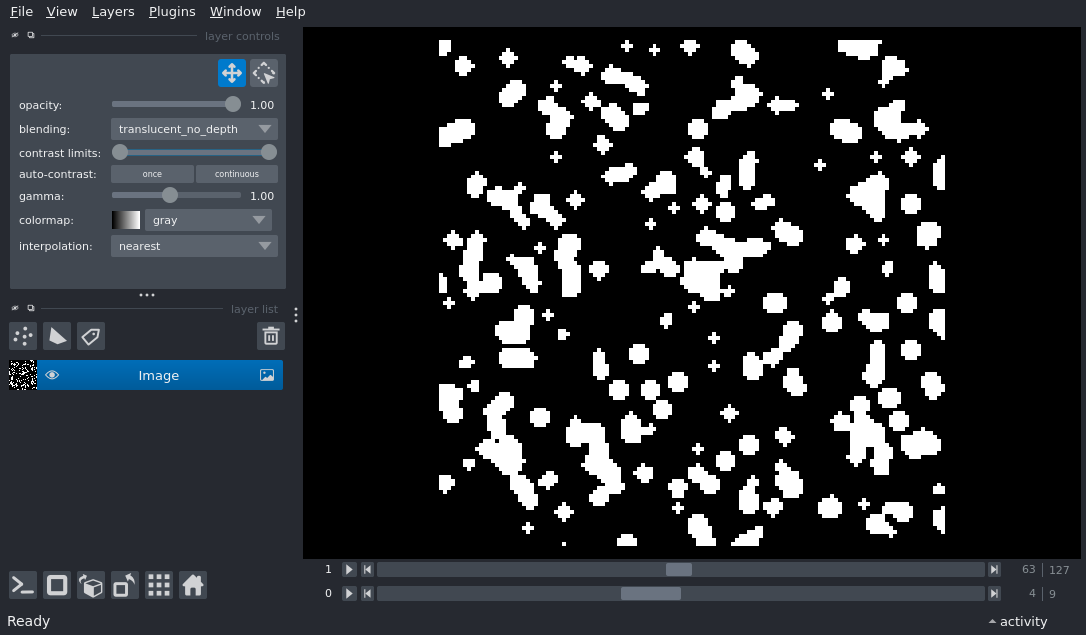 File View Layers Plugins Window Help
layer controls
opacity: 1.00
blending: translucent_no_depth
contrast limits:
auto-contrast: once continuous
gamma: 1.00
colormap: gray
interpolation: nearest
layer list
Image
1 63 127
0 4 9
Ready activity